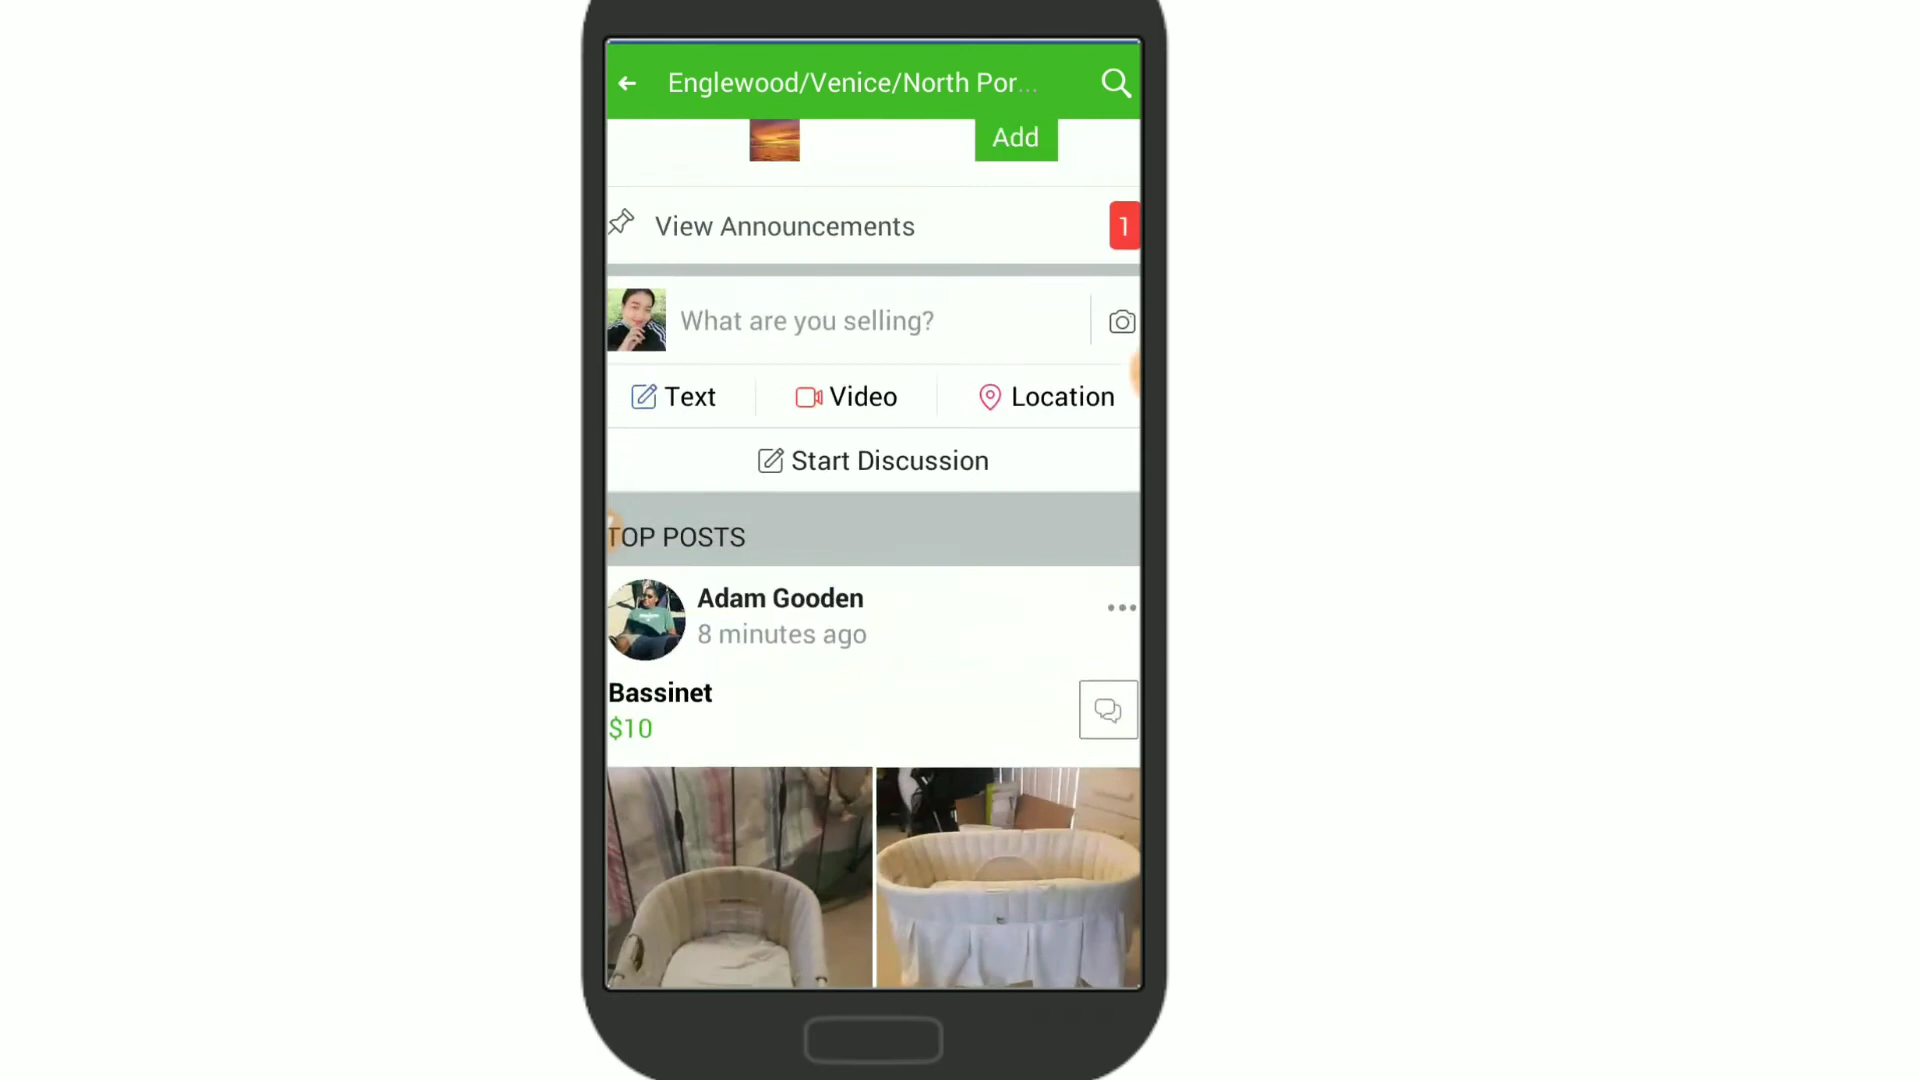 Englewood/Venice/North Por...
Add
View Announcements
1
What are you selling?
Text
Video
Location
Start Discussion
TOP POSTS
Adam Gooden
8 minutes ago
Bassinet
$10